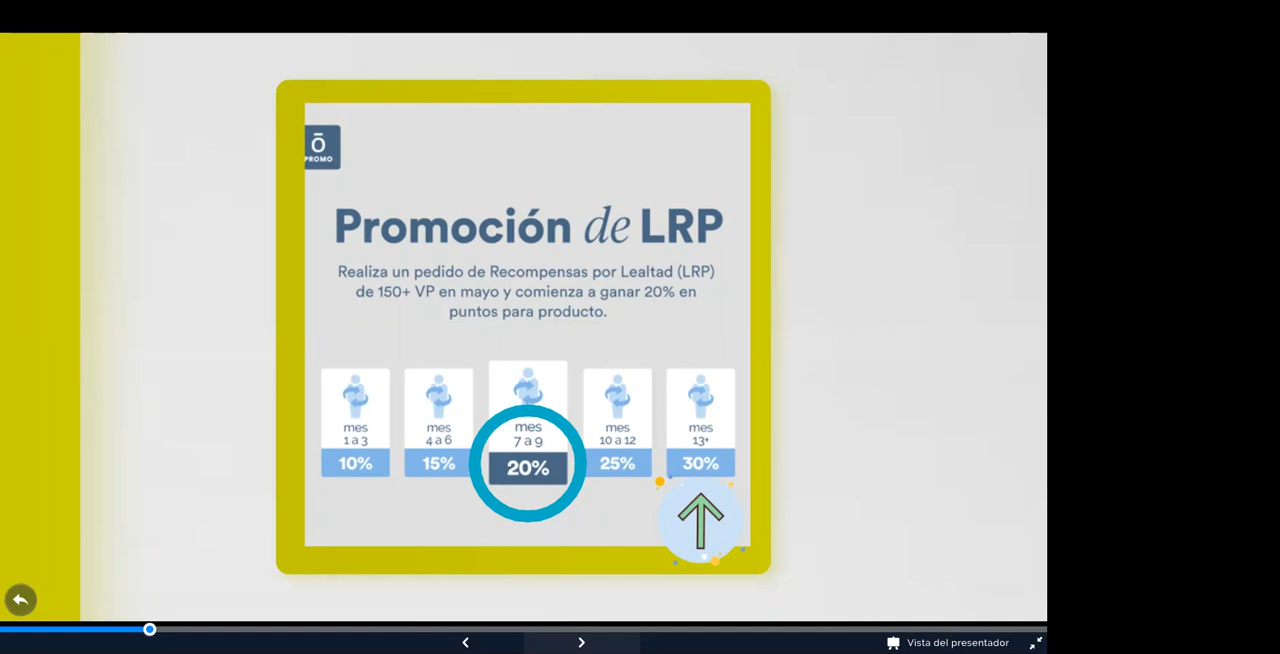 Ō
PROMO
Promoción de LRP
Realiza un pedido de Recompensas por Lealtad (LRP)
de 150+ VP en mayo y comienza a ganar 20% en
puntos para producto.
mes
1 a 3
10%
mes
4 a 6
15%
mes
7 a 9
20%
mes
10 a 12
25%
mes
13+
30%
Vista del presentador